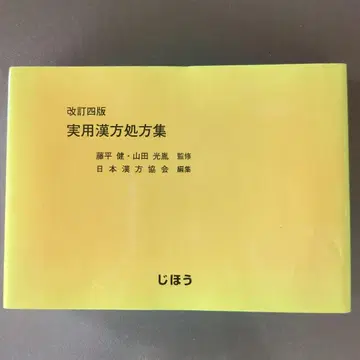 改訂四版
実用漢方処方集
藤平 健・山田 光胤 監修
日本漢方協会 編集
じほう